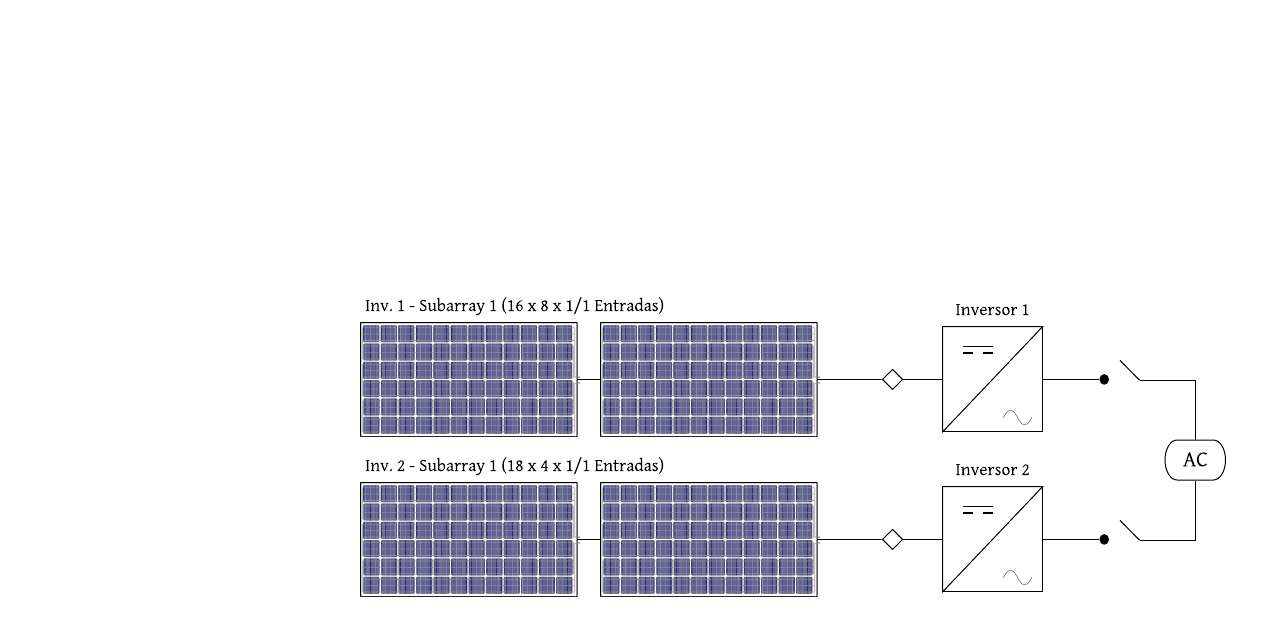 Inv. 1 - Subarray 1 (16 x 8 x 1/1 Entradas)
Inversor 1
Inv. 2 - Subarray 1 (18 x 4 x 1/1 Entradas)
Inversor 2
AC